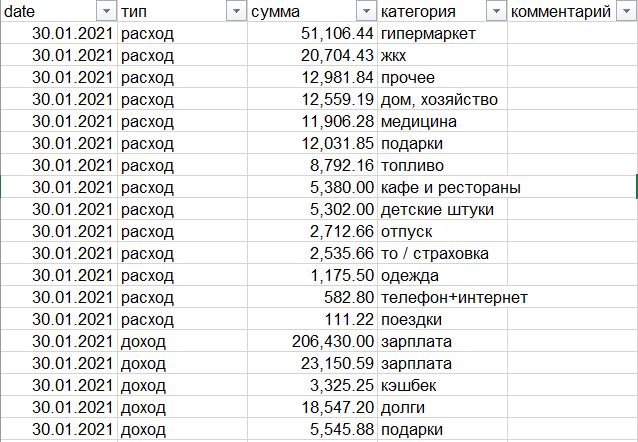 date тип сумма категория комментарий
30.01.2021 расход 51,106.44 гипермаркет
30.01.2021 расход 20,704.43 жкх
30.01.2021 расход 12,981.84 прочее
30.01.2021 расход 12,559.19 дом, хозяйство
30.01.2021 расход 11,906.28 медицина
30.01.2021 расход 12,031.85 подарки
30.01.2021 расход 8,792.16 топливо
30.01.2021 расход 5,380.00 кафе и рестораны
30.01.2021 расход 5,302.00 детские штуки
30.01.2021 расход 2,712.66 отпуск
30.01.2021 расход 2,535.66 то / страховка
30.01.2021 расход 1,175.50 одежда
30.01.2021 расход 582.80 телефон+интернет
30.01.2021 расход 111.22 поездки
30.01.2021 доход 206,430.00 зарплата
30.01.2021 доход 23,150.59 зарплата
30.01.2021 доход 3,325.25 кэшбек
30.01.2021 доход 18,547.20 долги
30.01.2021 доход 5,545.88 подарки